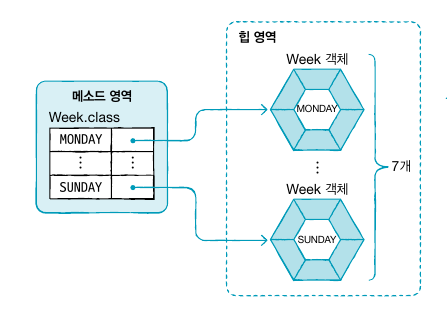 메소드 영역
Week.class
MONDAY
⋮ ⋮
SUNDAY
힙 영역
Week 객체
MONDAY
⋮
Week 객체
SUNDAY
7개